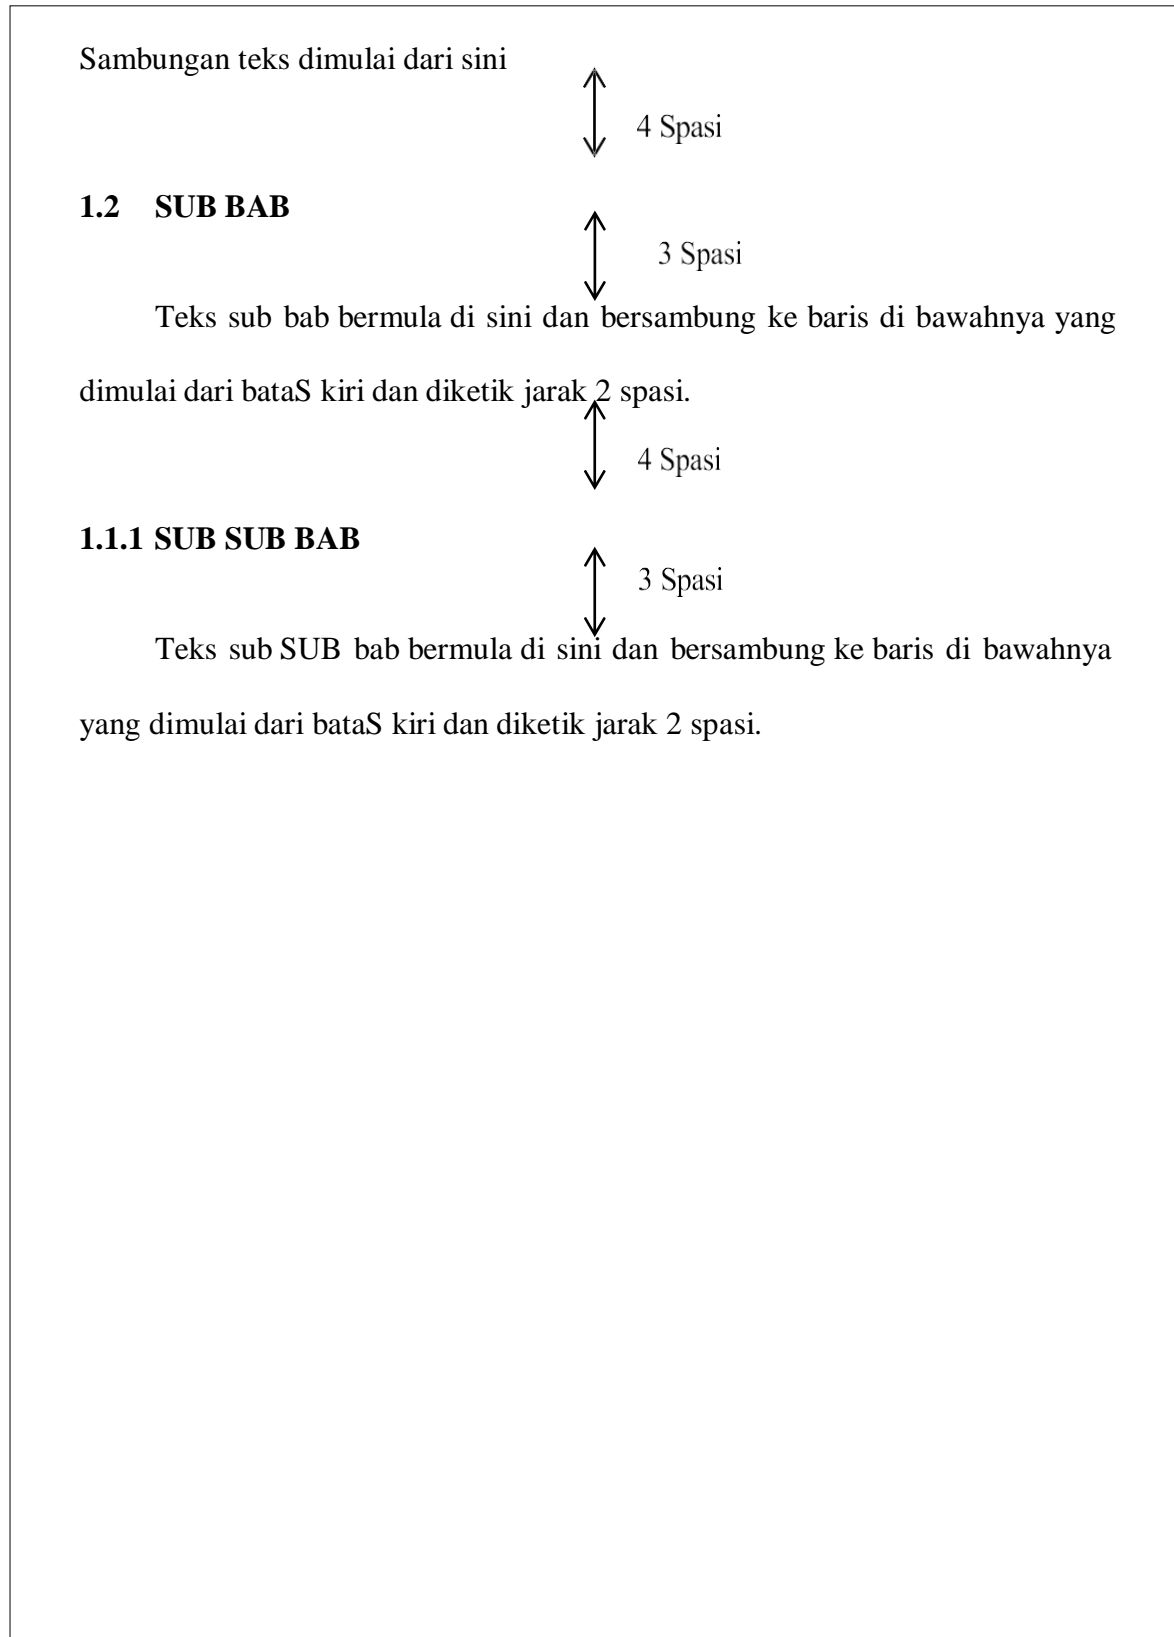 Sambungan teks dimulai dari sini
4 Spasi
1.2 SUB BAB
3 Spasi
Teks sub bab bermula di sini dan bersambung ke baris di bawahnya yang
dimulai dari bataS kiri dan diketik jarak 2 spasi.
4 Spasi
1.1.1 SUB SUB BAB
3 Spasi
Teks sub SUB bab bermula di sini dan bersambung ke baris di bawahnya
yang dimulai dari bataS kiri dan diketik jarak 2 spasi.